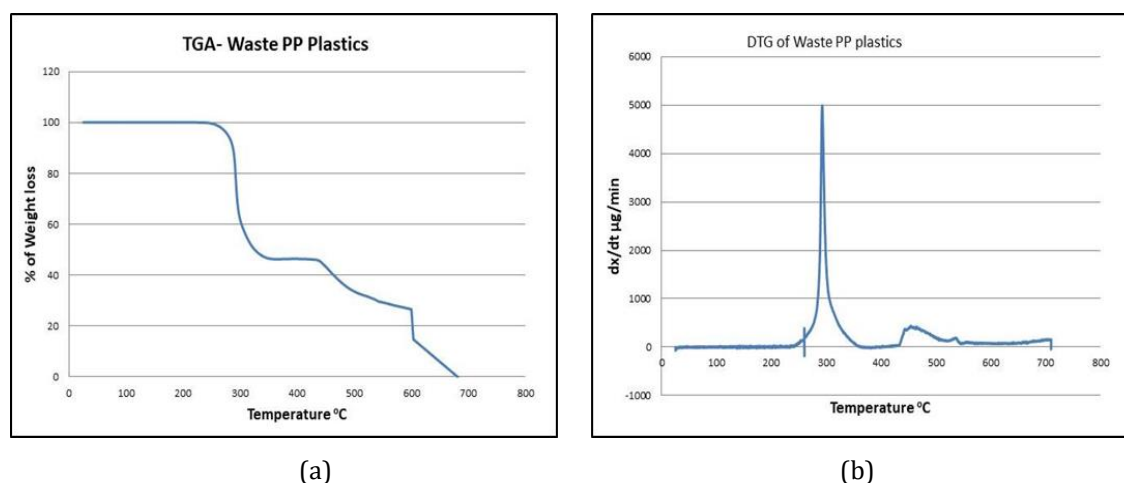 TGA- Waste PP Plastics
120
100
80
60
40
20
0
% of Weight loss
0 100 200 300 400 500 600 700 800
Temperature ⁰C
(a)
DTG of Waste PP plastics
6000
5000
4000
3000
2000
1000
0
-1000
dx/dt µg/min
0 100 200 300 400 500 600 700 800
Temperature ⁰C
(b)